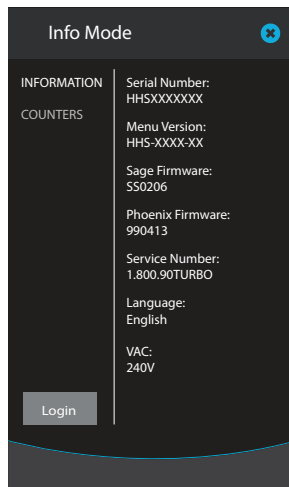 Info Mode
INFORMATION
COUNTERS
Serial Number:
HHSXXXXXXX
Menu Version:
HHS-XXXX-XX
Sage Firmware:
SS0206
Phoenix Firmware:
990413
Service Number:
1.800.90TURBO
Language:
English
VAC:
240V
Login